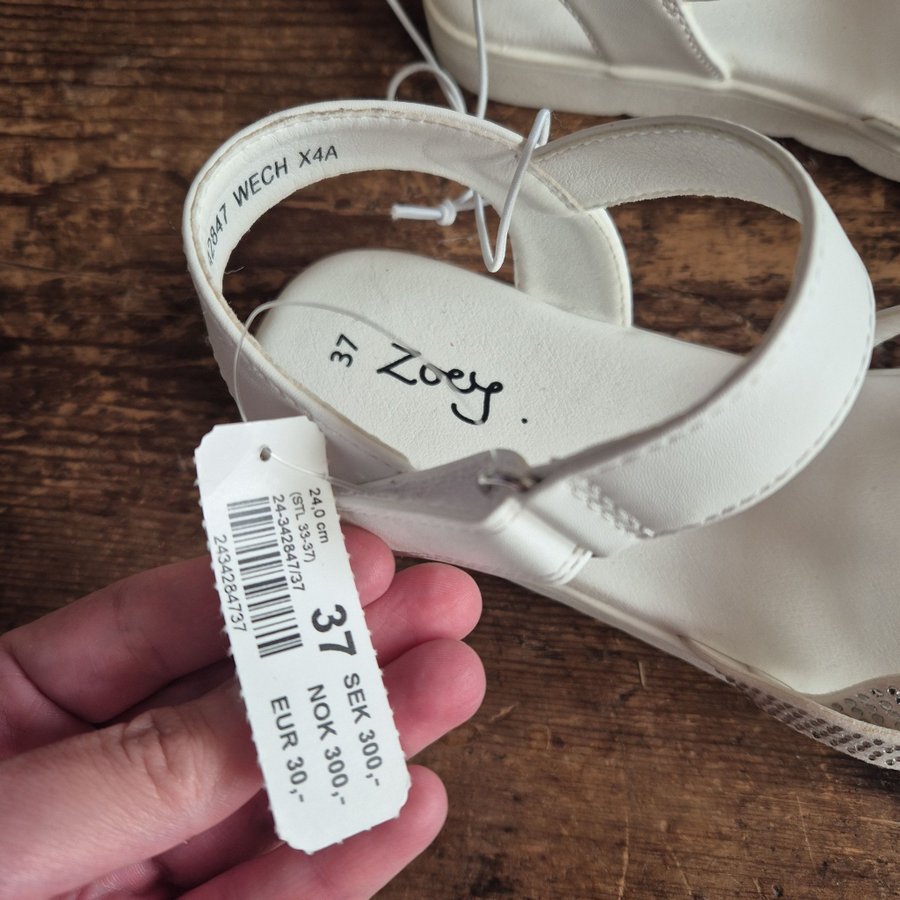 42847 WECH X4A
37
Zoey.
24,0 cm
(STL 33-37)
24-342847/37
2434284737
37
SEK 300,-
NOK 300,-
EUR 30,-